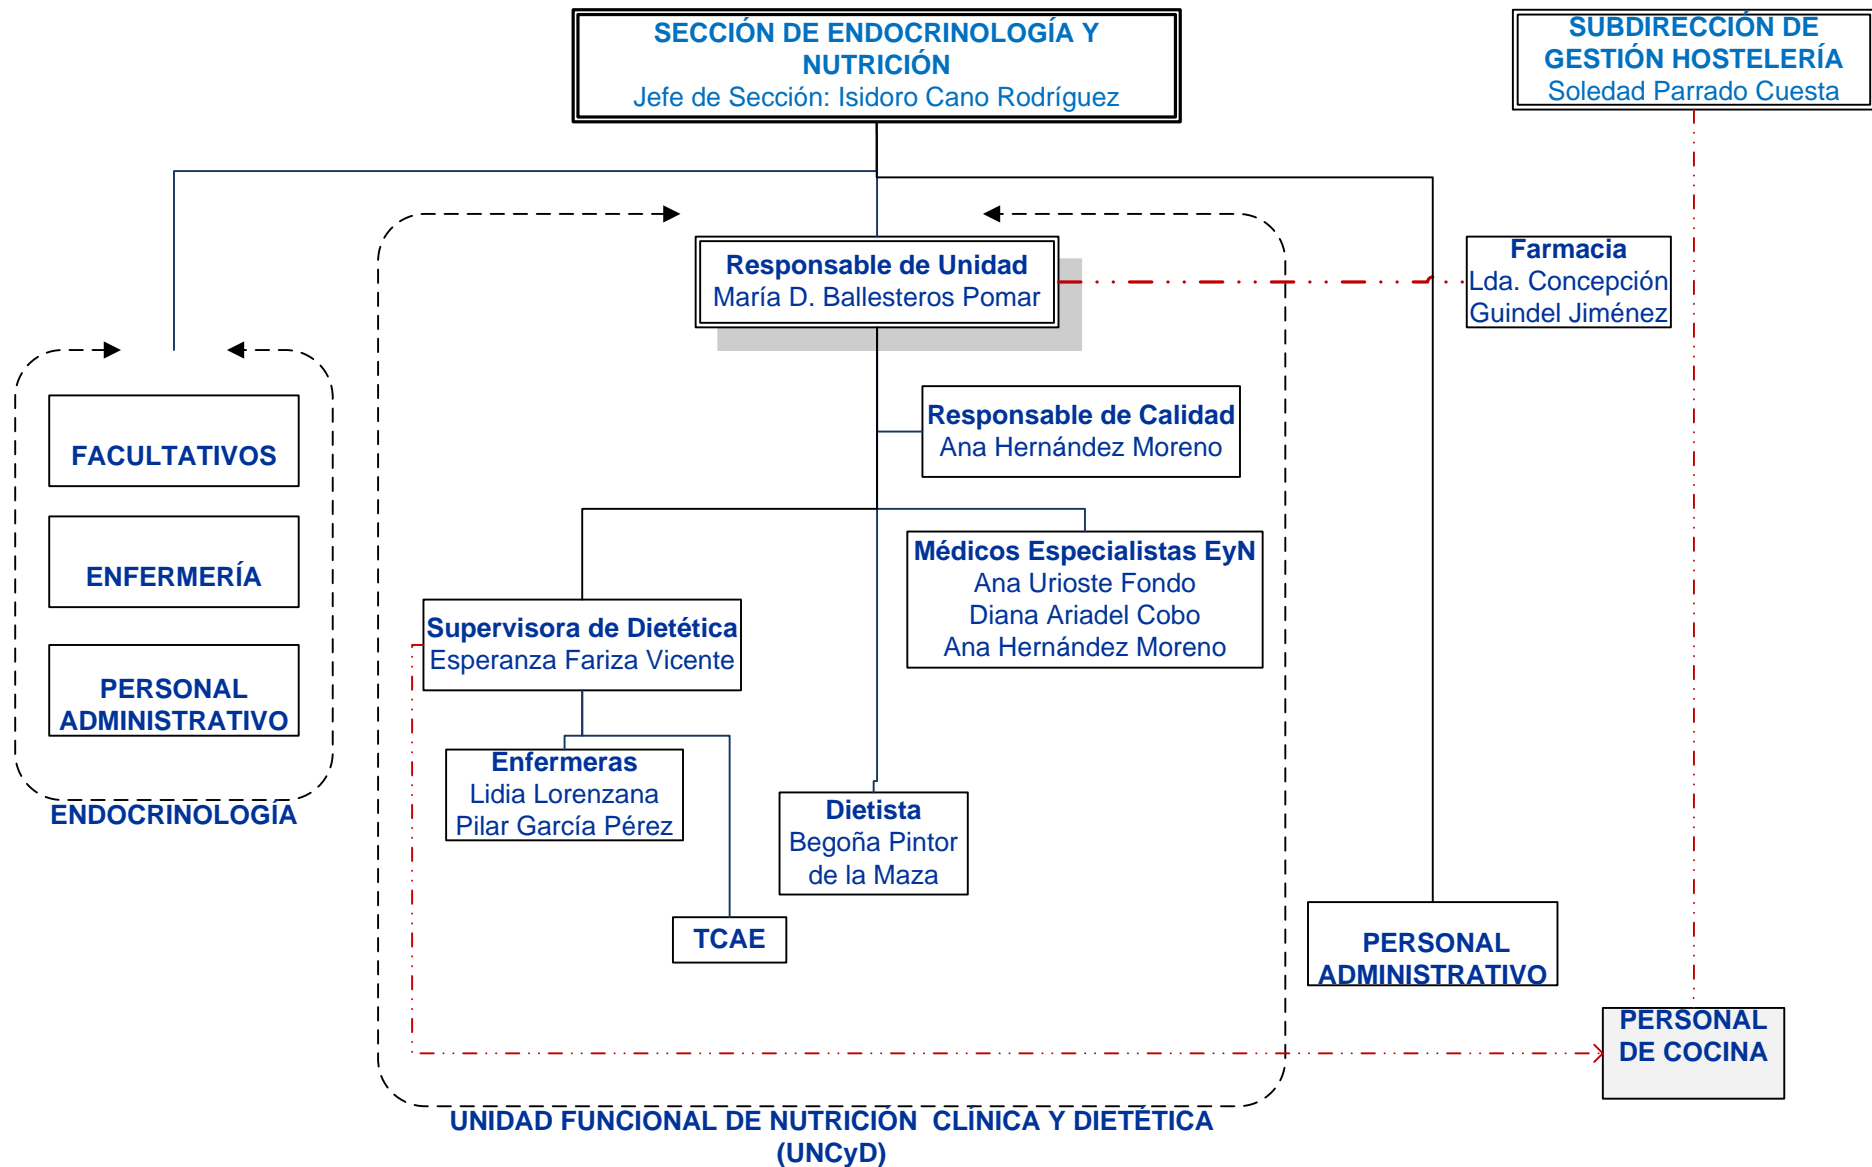 SECCIÓN DE ENDOCRINOLOGÍA Y
NUTRICIÓN
Jefe de Sección: Isidoro Cano Rodríguez
SUBDIRECCIÓN DE
GESTIÓN HOSTELERÍA
Soledad Parrado Cuesta
Responsable de Unidad
María D. Ballesteros Pomar
Farmacia
Lda. Concepción
Guindel Jiménez
FACULTATIVOS
ENFERMERÍA
PERSONAL
ADMINISTRATIVO
ENDOCRINOLOGÍA
Responsable de Calidad
Ana Hernández Moreno
Médicos Especialistas EyN
Ana Urioste Fondo
Diana Ariadel Cobo
Ana Hernández Moreno
Supervisora de Dietética
Esperanza Fariza Vicente
Enfermeras
Lidia Lorenzana
Pilar García Pérez
Dietista
Begoña Pintor
de la Maza
TCAE
PERSONAL
ADMINISTRATIVO
PERSONAL
DE COCINA
UNIDAD FUNCIONAL DE NUTRICIÓN  CLÍNICA Y DIETÉTICA
(UNCyD)